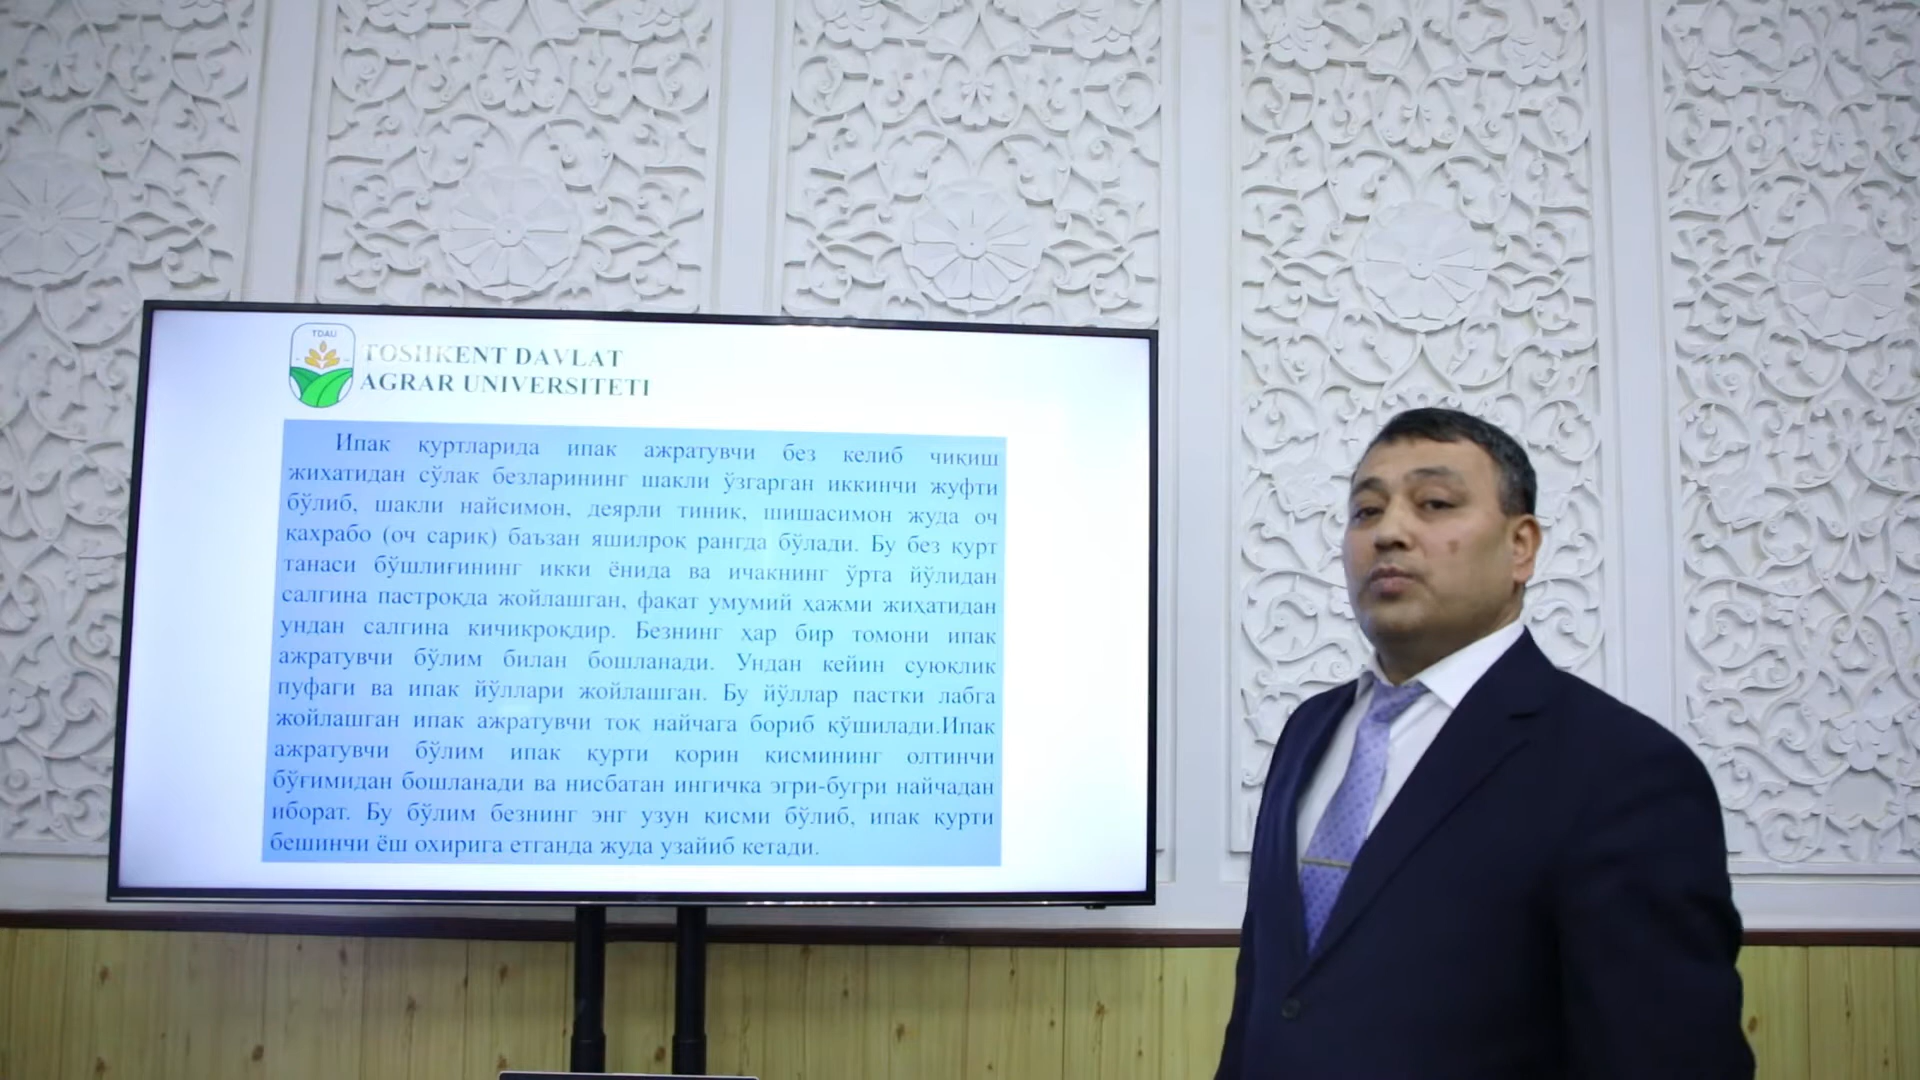 TDAU
TOSHKENT DAVLAT
AGRAR UNIVERSITETI
Ипак қуртларида ипак ажратувчи без келиб чиқиш
жихатидан сўлак безларининг шакли ўзгарган иккинчи жуфти
бўлиб, шакли найсимон, деярли тиник, шишасимон жуда оч
қахрабо (оч сариқ) баъзан яшилроқ рангда бўлади. Бу без қурт
танаси бўшлиғининг икки ёнида ва ичакнинг ўрта йўлидан
салгина пастроқда жойлашган, фақат умумий ҳажми жиҳатидан
ундан салгина кичикроқдир. Безнинг ҳар бир томони ипак
ажратувчи бўлим билан бошланади. Ундан кейин суюқлик
пуфаги ва ипак йўллари жойлашган. Бу йўллар пастки лабга
жойлашган ипак ажратувчи тоқ найчага бориб қўшилади.Ипак
ажратувчи бўлим ипак қурти қорин қисмининг олтинчи
бўғимидан бошланади ва нисбатан ингичка эгри-бугри найчадан
иборат. Бу бўлим безнинг энг узун қисми бўлиб, ипак қурти
бешинчи ёш охирига етганда жуда узайиб кетади.